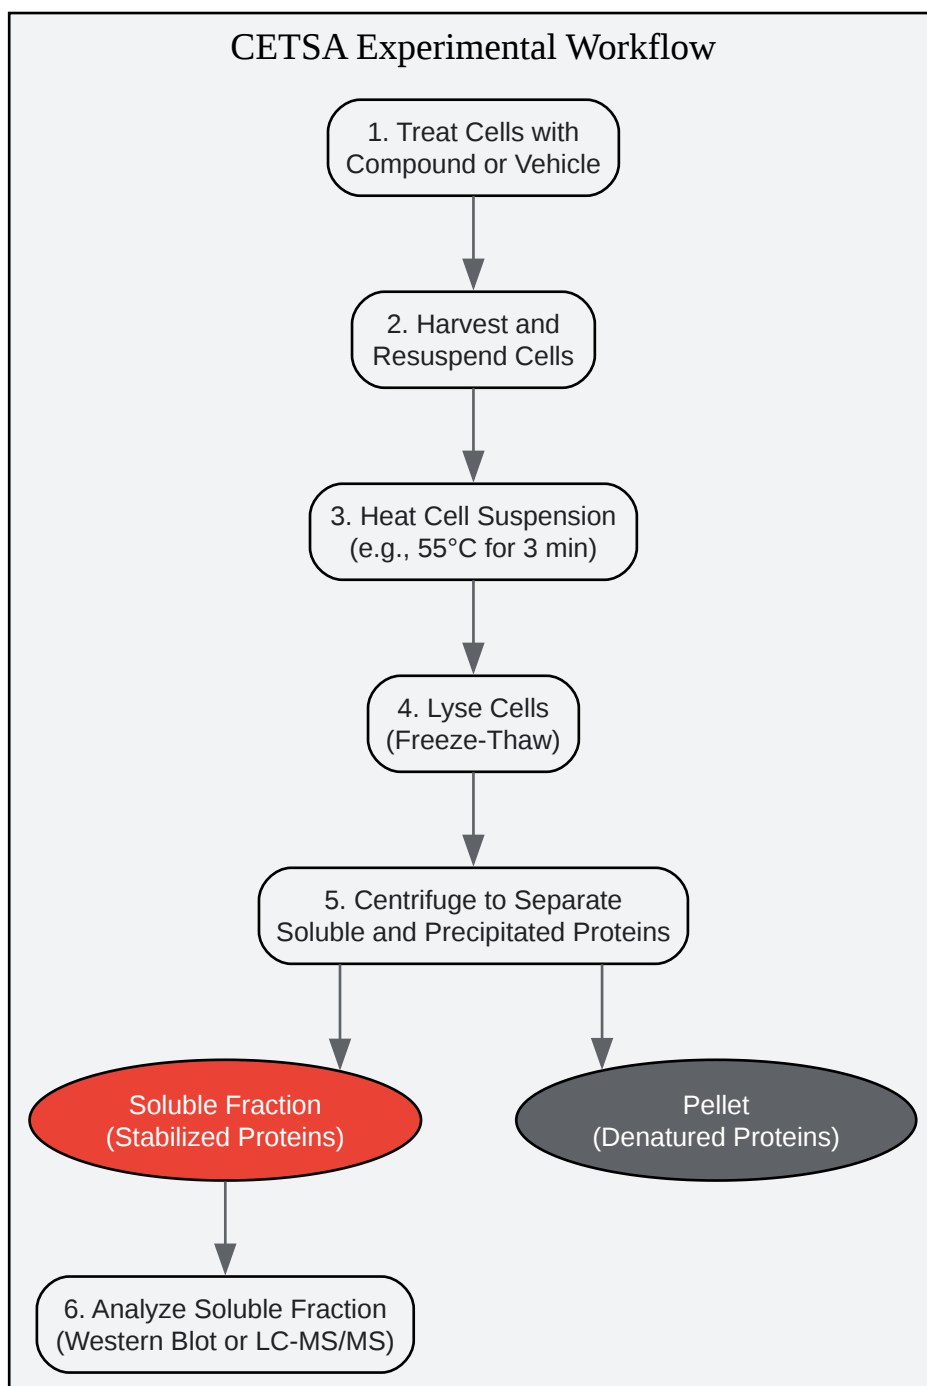 CETSA Experimental Workflow
1. Treat Cells with
Compound or Vehicle
2. Harvest and
Resuspend Cells
3. Heat Cell Suspension
(e.g., 55°C for 3 min)
4. Lyse Cells
(Freeze-Thaw)
5. Centrifuge to Separate
Soluble and Precipitated Proteins
Soluble Fraction
(Stabilized Proteins)
Pellet
(Denatured Proteins)
6. Analyze Soluble Fraction
(Western Blot or LC-MS/MS)